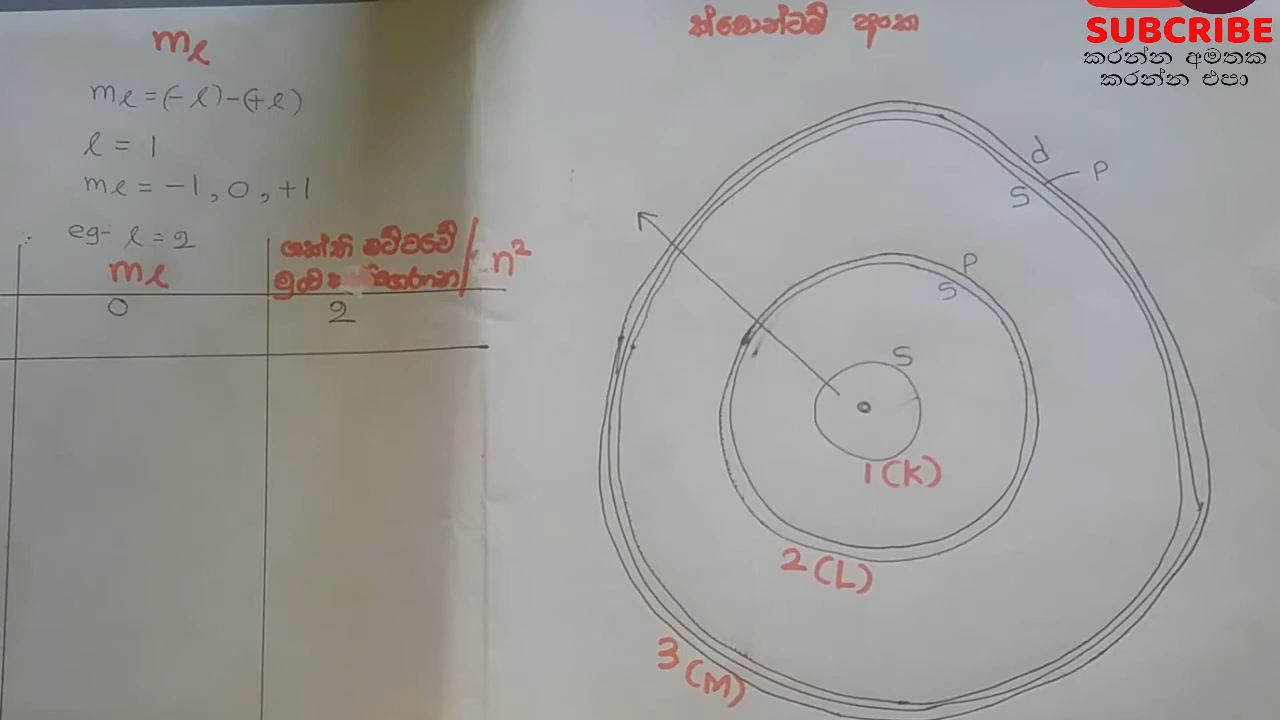 mℓ
mℓ = (-ℓ) - (+ℓ)
ℓ = 1
mℓ = -1, 0, +1
eg- ℓ = 2
mℓ
ශක්ති මට්ටමේ / n²
0
2
ක්වොන්ටම් අංක
SUBCRIBE
කරන්න අමතක
කරන්න එපා
d
P
S
P
S
S
1 (K)
2 (L)
3 (M)